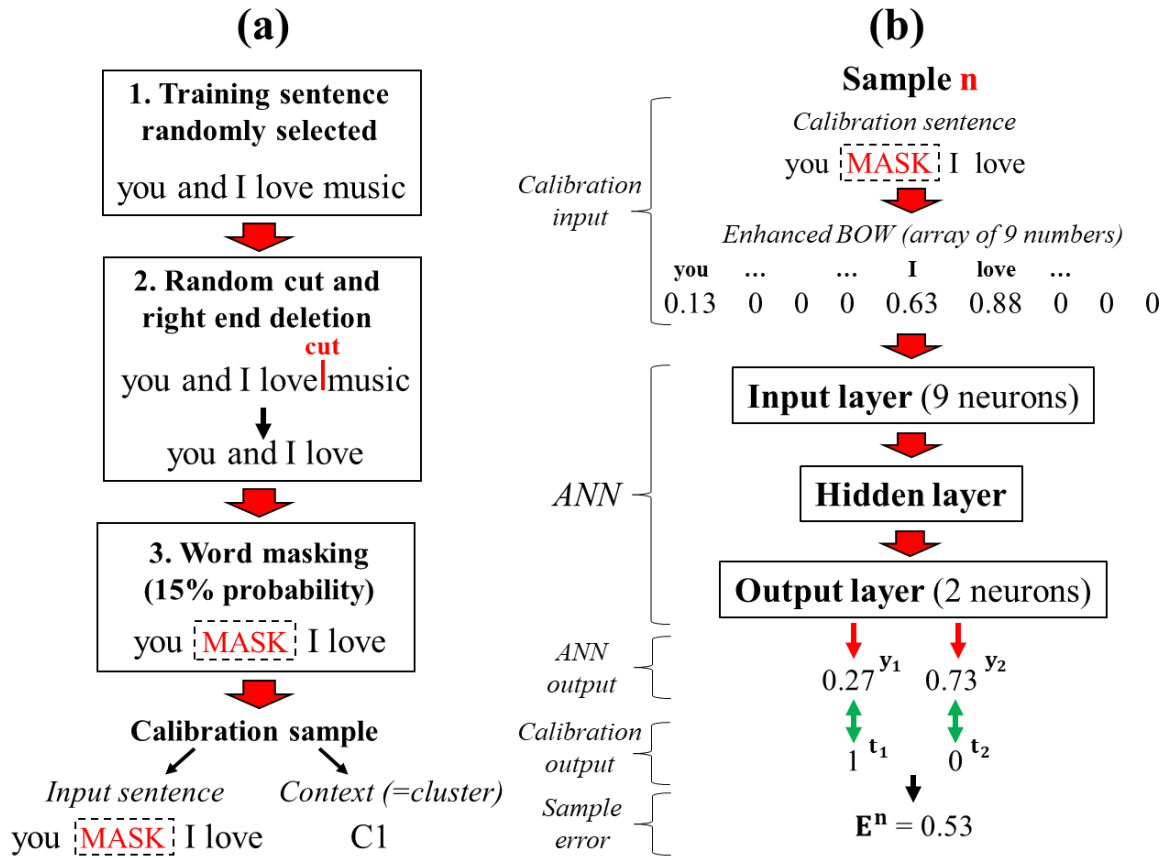 (a)
1. Training sentence
randomly selected
you and I love music
2. Random cut and
right end deletion
cut
you and I love music
you and I love
3. Word masking
(15% probability)
you MASK I love
Calibration sample
Input sentence
Context (=cluster)
you MASK I love
C1
(b)
Sample n
Calibration
input
Calibration sentence
you MASK I love
Enhanced BOW (array of 9 numbers)
you ... ... I love ...
0.13 0 0 0 0.63 0.88 0 0 0
ANN
Input layer (9 neurons)
Hidden layer
Output layer (2 neurons)
ANN
output
0.27 y₁ 0.73 y₂
Calibration
output
1 t₁ 0 t₂
Sample
error
Eⁿ = 0.53